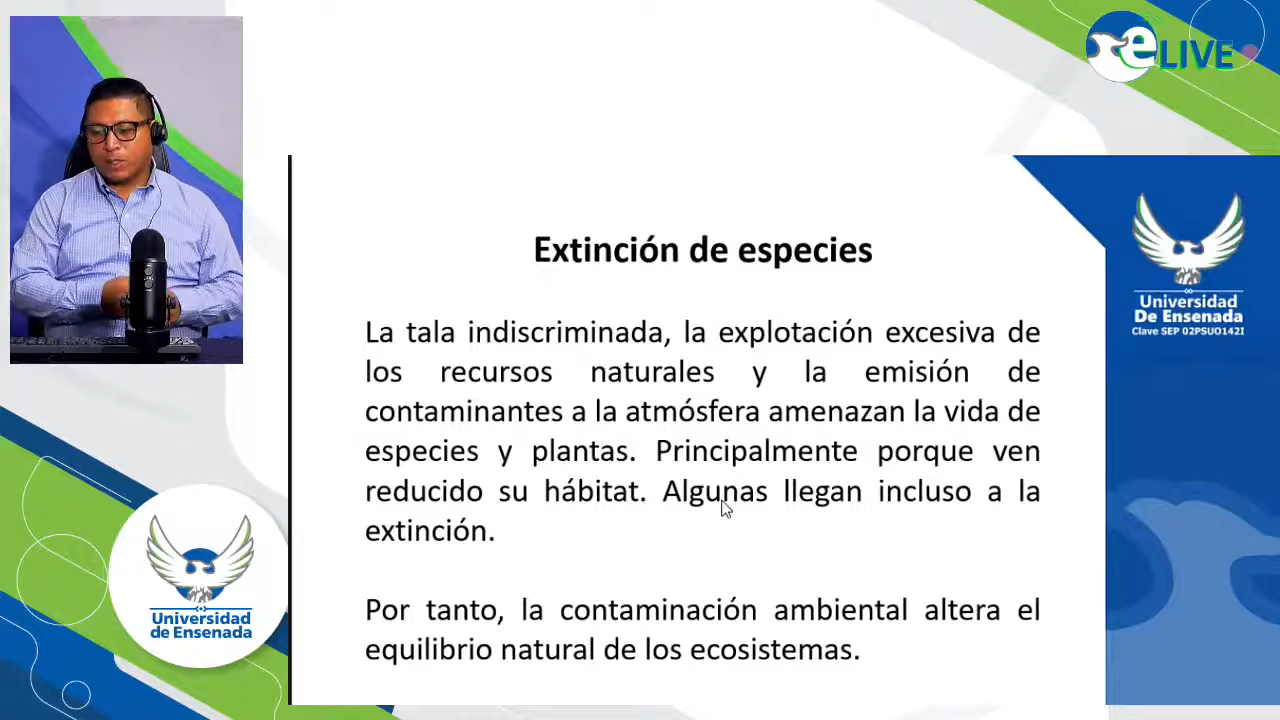 e LIVE
Extinción de especies
La tala indiscriminada, la explotación excesiva de
los recursos naturales y la emisión de
contaminantes a la atmósfera amenazan la vida de
especies y plantas. Principalmente porque ven
reducido su hábitat. Algunas llegan incluso a la
extinción.
Por tanto, la contaminación ambiental altera el
equilibrio natural de los ecosistemas.
Universidad
De Ensenada
Clave SEP 02PSU0142I
Universidad
de Ensenada